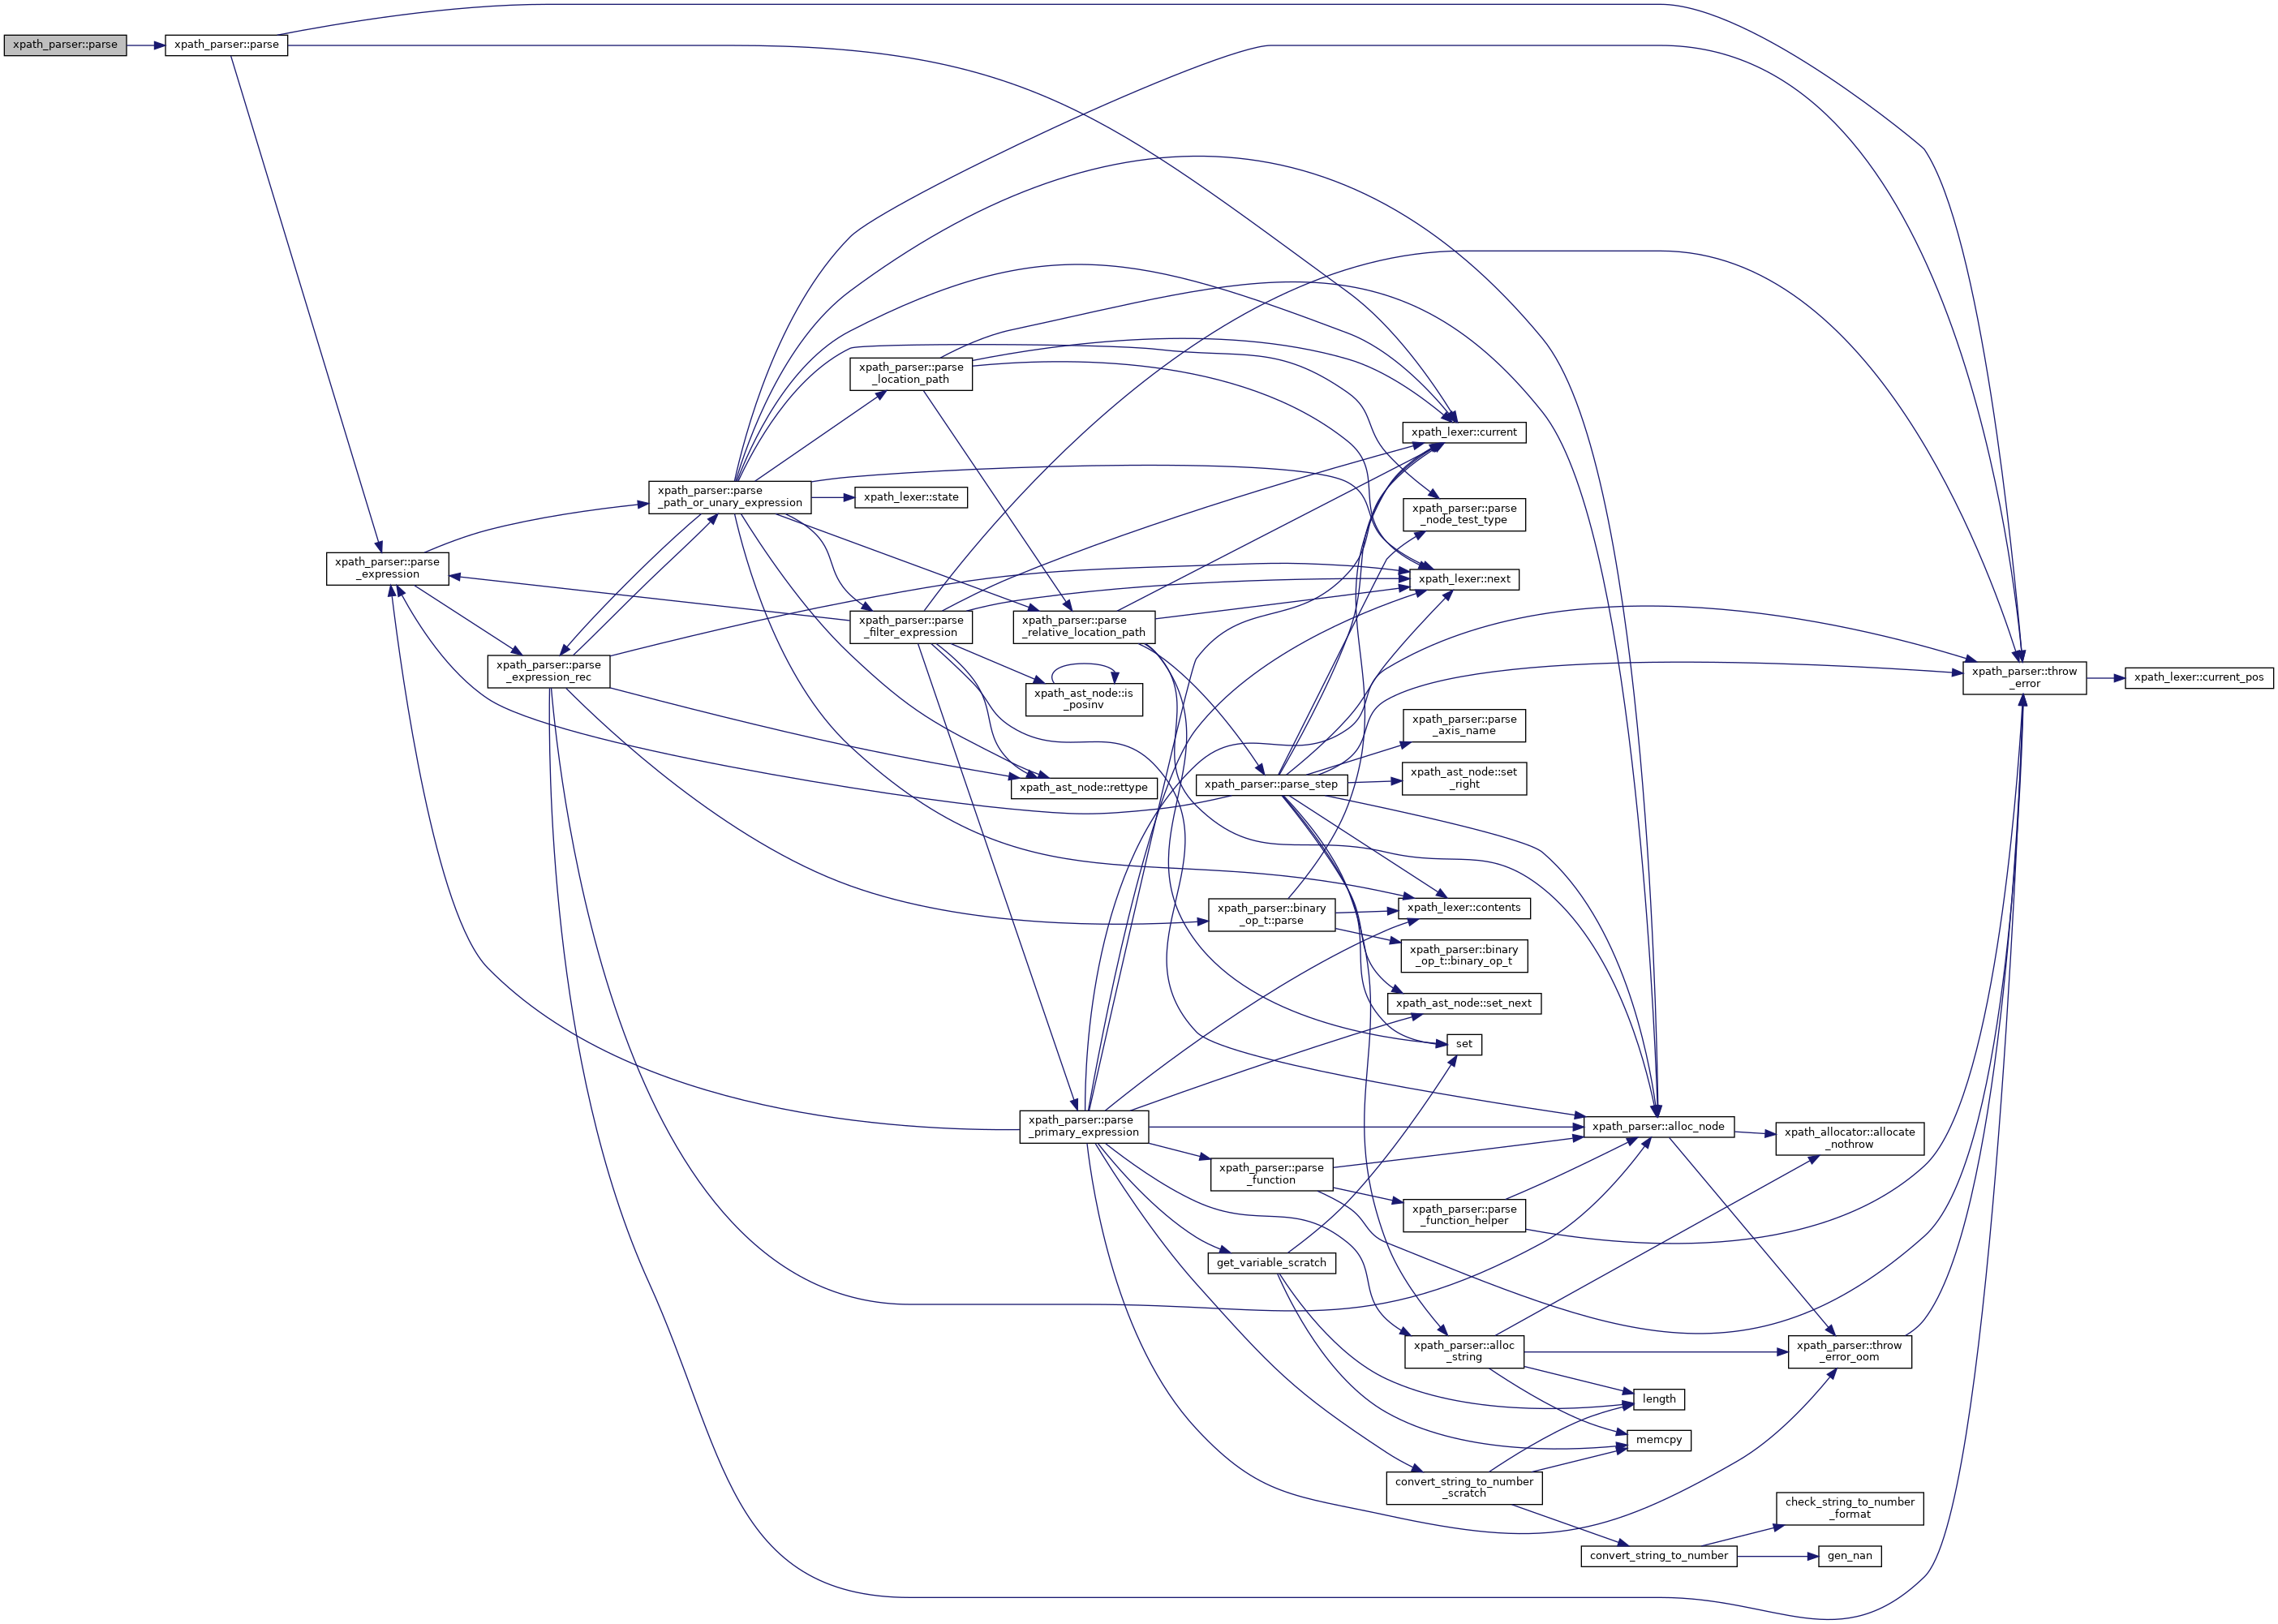 xpath_parser::parse
xpath_parser::parse
xpath_parser::parse
_expression
xpath_parser::parse
_expression_rec
xpath_parser::parse
_path_or_unary_expression
xpath_parser::parse
_location_path
xpath_lexer::state
xpath_parser::parse
_filter_expression
xpath_parser::parse
_relative_location_path
xpath_ast_node::is
_posinv
xpath_ast_node::rettype
xpath_parser::parse
_primary_expression
xpath_parser::parse_step
xpath_parser::binary
_op_t::parse
xpath_parser::parse
_function
get_variable_scratch
xpath_lexer::current
xpath_parser::parse
_node_test_type
xpath_lexer::next
xpath_parser::parse
_axis_name
xpath_ast_node::set
_right
xpath_lexer::contents
xpath_parser::binary
_op_t::binary_op_t
xpath_ast_node::set_next
set
xpath_parser::parse
_function_helper
xpath_parser::alloc
_string
convert_string_to_number
_scratch
xpath_parser::alloc_node
length
memcpy
convert_string_to_number
xpath_allocator::allocate
_nothrow
xpath_parser::throw
_error_oom
check_string_to_number
_format
gen_nan
xpath_parser::throw
_error
xpath_lexer::current_pos